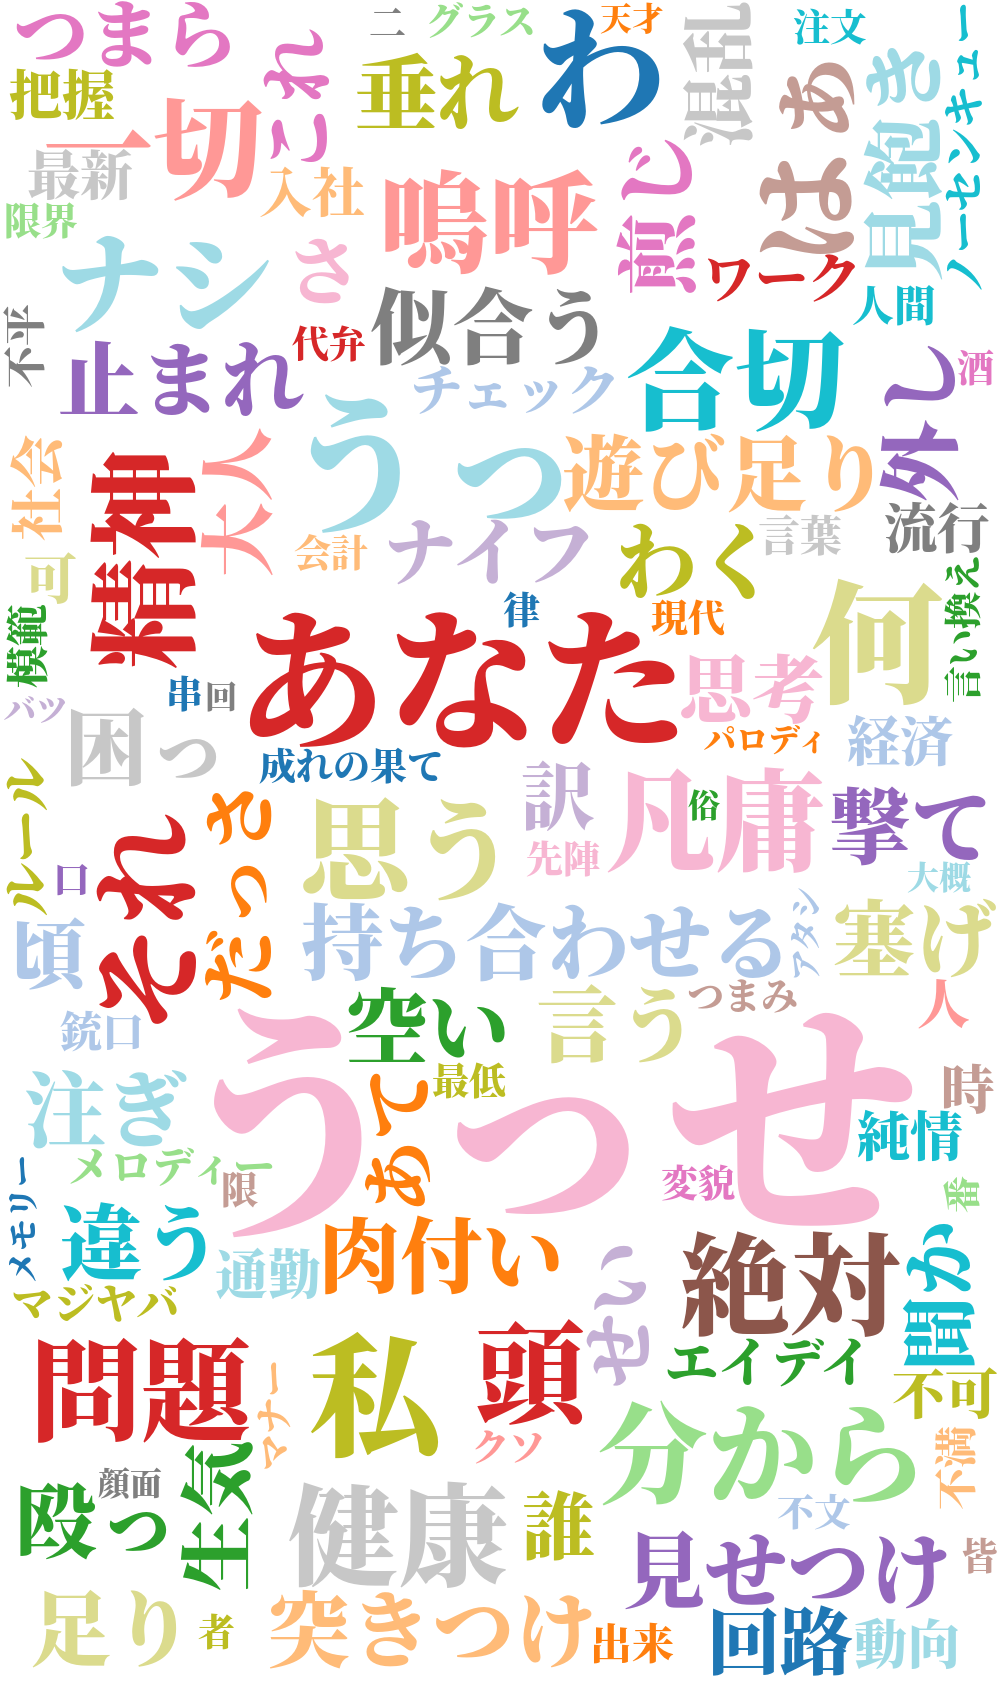 つまら
二
グラス
わ
天才
混乱
注文
ノーセンキュー
把握
一切
これ
垂れ
はぁ
見飽き
最新
入社
嗚呼
煎じ
限界
ナシ
さ
ワーク
人間
不平
止まれ
代弁
似合う
合切
外し
酒
チェック
社会
精神
大人
うっ
遊び足り
流行
可
会計
ナイフ
わく
言葉
言い換え
模範
律
現代
何
あなた
バツ
串
回
困っ
思考
パロディ
経済
成れの果て
ルール
それ
だっさ
訳
凡庸
俗
撃て
口
思う
先陣
大概
頃
持ち合わせる
アタシ
塞げ
銃口
空い
言う
つまみ
人
うっせ
注ぎ
あて
最低
時
純情
メロディー
限
変貌
番
メモリー
違う
通勤
肉付い
せい
絶対
聞か
マジヤバ
問題
マナー
私
頭
エイデイ
不可
クソ
分から
不満
顔面
殴っ
生気
健康
誰
不文
見せつけ
皆
足り
者
突きつけ
出来
回路
動向